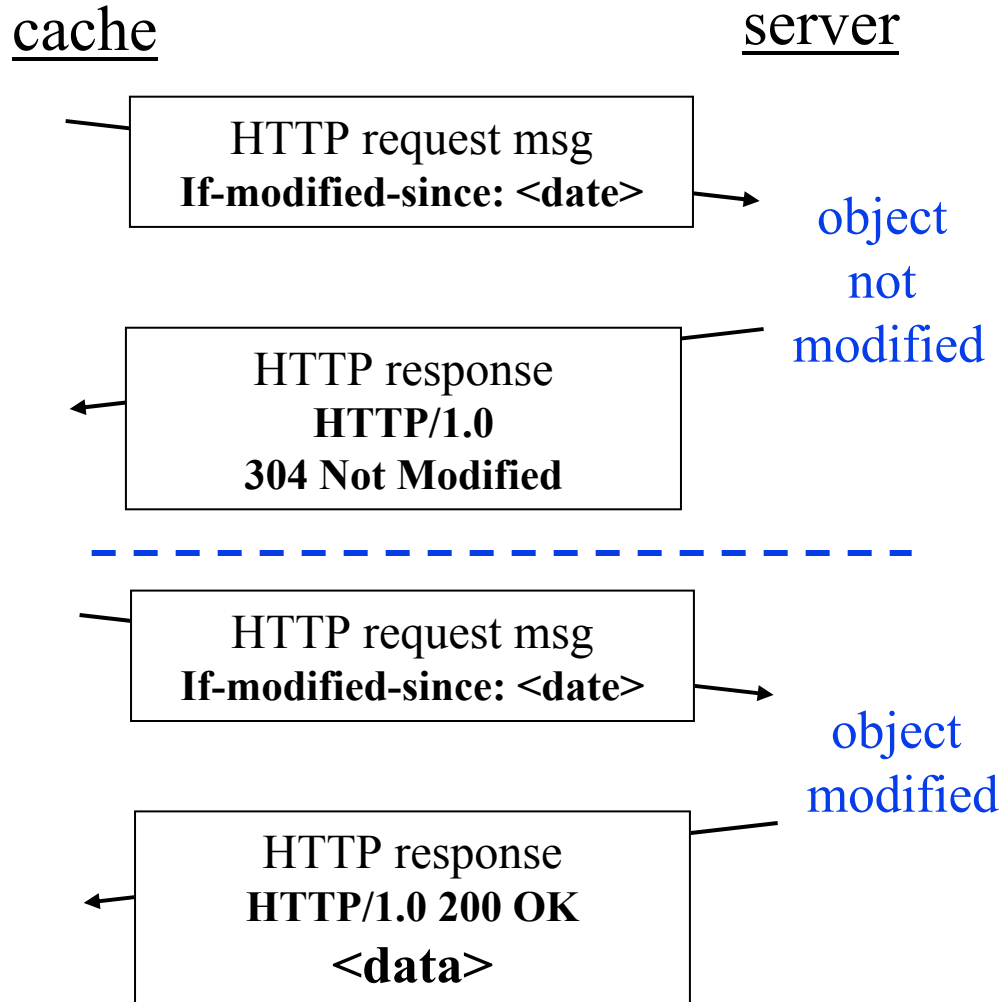 cache
server
HTTP request msg
If-modified-since: <date>
object
not
modified
HTTP response
HTTP/1.0
304 Not Modified
HTTP request msg
If-modified-since: <date>
object
modified
HTTP response
HTTP/1.0 200 OK
<data>